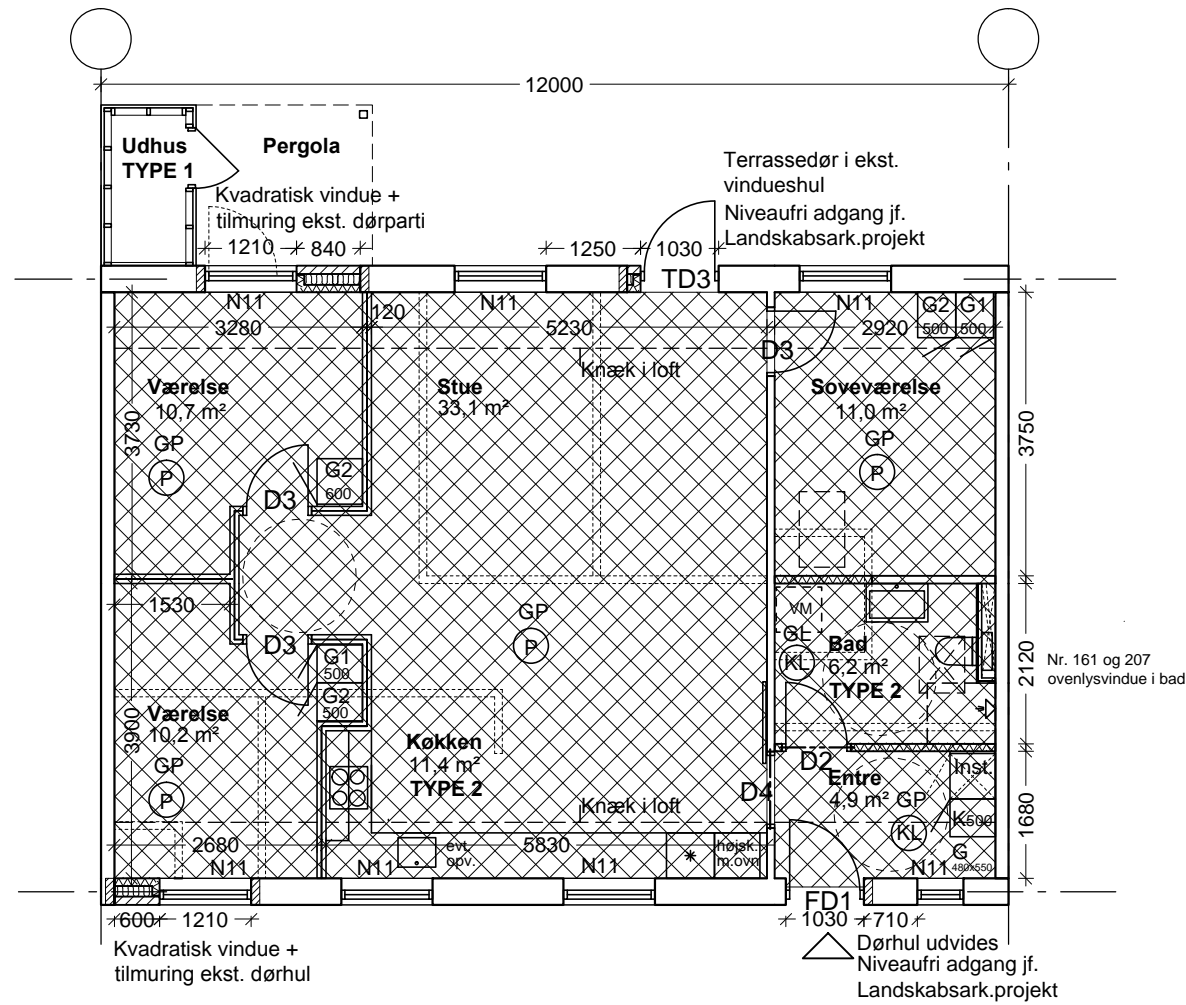 12000
Udhus
TYPE 1
Pergola
Kvadratisk vindue +
tilmuring ekst. dørparti
Terrassedør i ekst.
vindueshul
Niveaufri adgang jf.
Landskabsark.projekt
1210
840
1250
1030
TD3
N11
N11
N11
G2
G1
500
500
3280
120
5230
2920
D3
Knæk i loft
Værelse
10,7 m²
GP
P
3730
Stue
33,1 m²
Soveværelse
11,0 m²
GP
P
3750
G2
600
D3
1530
GP
P
D3
G1
500
G2
500
VM
GL
KL
Bad
6,2 m²
TYPE 2
2120
Nr. 161 og 207
ovenlysvindue i bad
Værelse
10,2 m²
GP
P
3900
Køkken
11,4 m²
TYPE 2
Knæk i loft
D4
D2
Entre
4,9 m²
GP
KL
Inst.
K500
G
480x550
1680
2680
5830
evt.
opv.
højsk.
m.ovn
N11
N11
N11
N11
FD1
600
1210
1030
710
Kvadratisk vindue +
tilmuring ekst. dørhul
Dørhul udvides
Niveaufri adgang jf.
Landskabsark.projekt